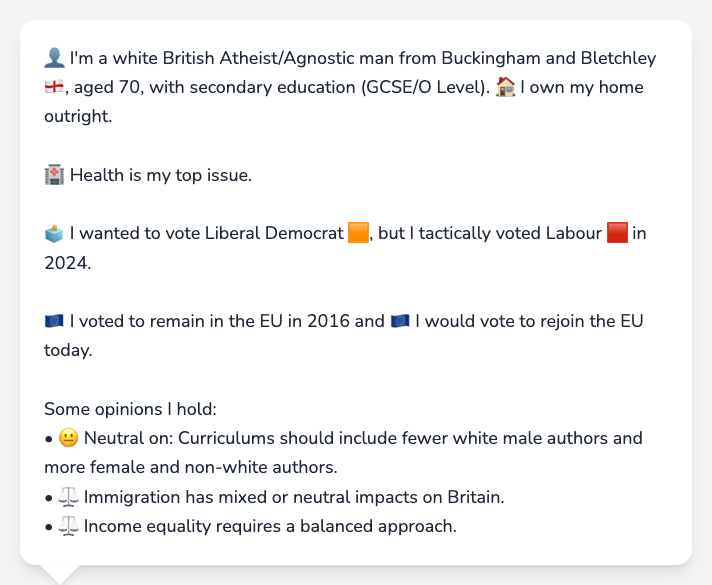 👤 I'm a white British Atheist/Agnostic man from Buckingham and Bletchley
🏴󠁧󠁢󠁥󠁮󠁧󠁿, aged 70, with secondary education (GCSE/O Level). 🏠 I own my home
outright.
🏥 Health is my top issue.
🗳️ I wanted to vote Liberal Democrat 🟧, but I tactically voted Labour 🟥 in
2024.
🇪🇺 I voted to remain in the EU in 2016 and 🇪🇺 I would vote to rejoin the EU
today.
Some opinions I hold:
• 😐 Neutral on: Curriculums should include fewer white male authors and
more female and non-white authors.
• ⚖️ Immigration has mixed or neutral impacts on Britain.
• ⚖️ Income equality requires a balanced approach.